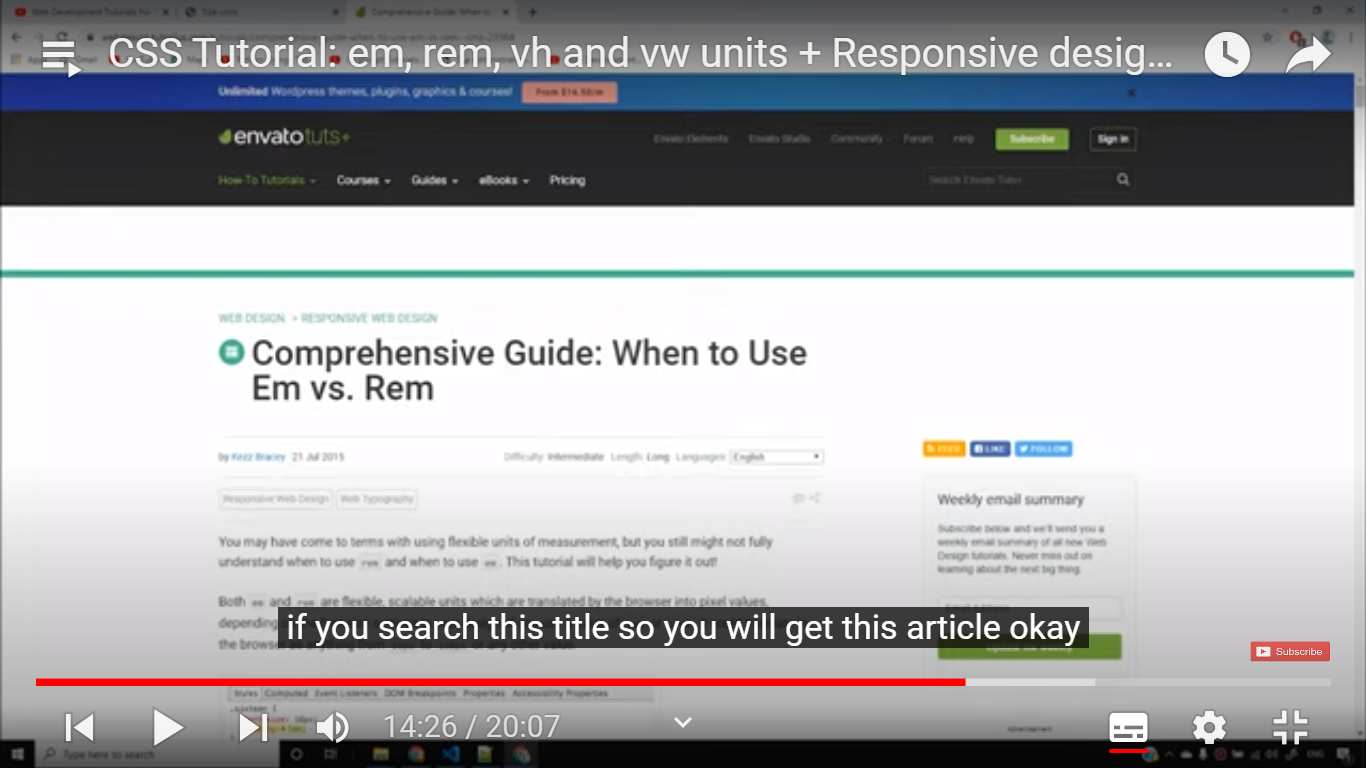 Web Development Tutorials For
Size units
Comprehensive Guide: When to
CSS Tutorial: em, rem, vh and vw units + Responsive desig...
Unlimited Wordpress themes, plugins, graphics & courses! From $16.50/m
envatotuts+
Envato Elements Envato Studio Community Forum Help Subscribe Sign In
How-To Tutorials Courses Guides eBooks Pricing
Search Envato Tuts+
WEB DESIGN > RESPONSIVE WEB DESIGN
Comprehensive Guide: When to Use
Em vs. Rem
FEED LIKE FOLLOW
by Kezz Bracey 21 Jul 2015 Difficulty: Intermediate Length: Long Languages: English
Responsive Web Design Web Typography
Weekly email summary
Subscribe below and we'll send you a
weekly email summary of all new Web
Design tutorials. Never miss out on
learning about the next big thing.
You may have come to terms with using flexible units of measurement, but you still might not fully
understand when to use rem and when to use em. This tutorial will help you figure it out!
Both em and rem are flexible, scalable units which are translated by the browser into pixel values,
depending
if you search this title so you will get this article okay
the browser
Subscribe
Styles Computed Event Listeners DOM Breakpoints Properties Accessibility Properties
.sixteen {
14:26 / 20:07
Advertisement
Type here to search
ENG